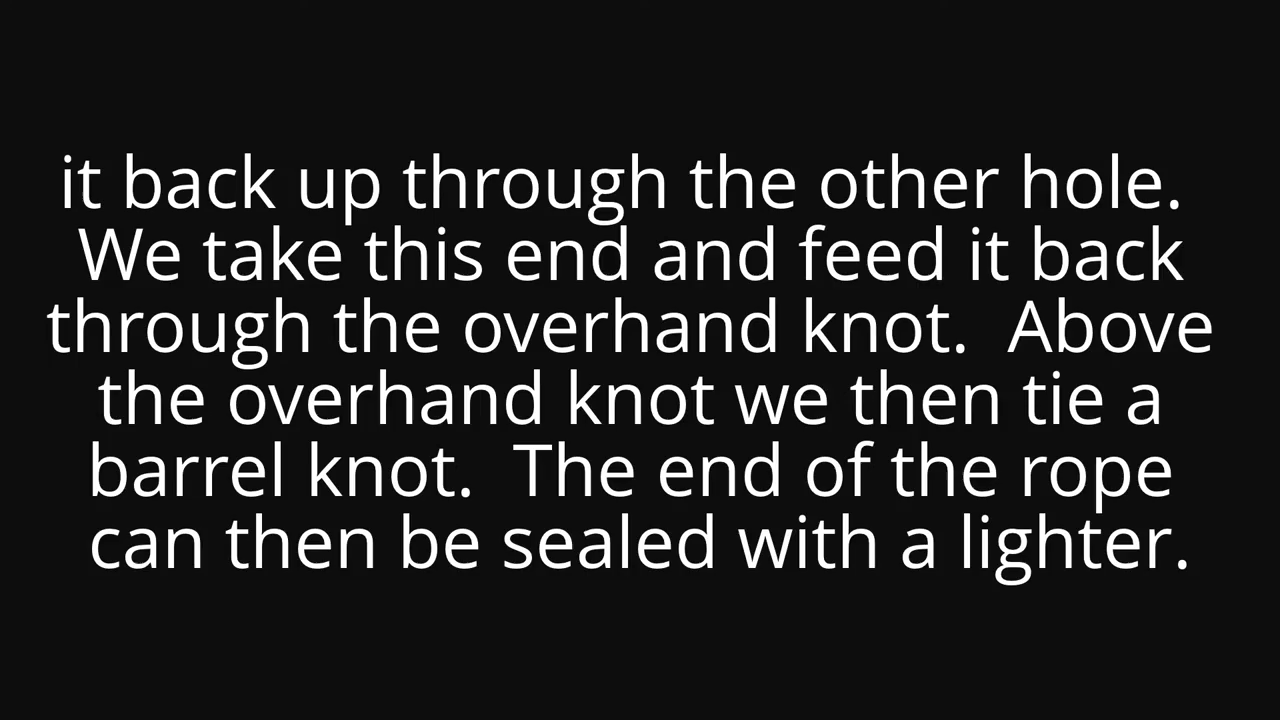 it back up through the other hole.
We take this end and feed it back
through the overhand knot.  Above
the overhand knot we then tie a
barrel knot.  The end of the rope
can then be sealed with a lighter.